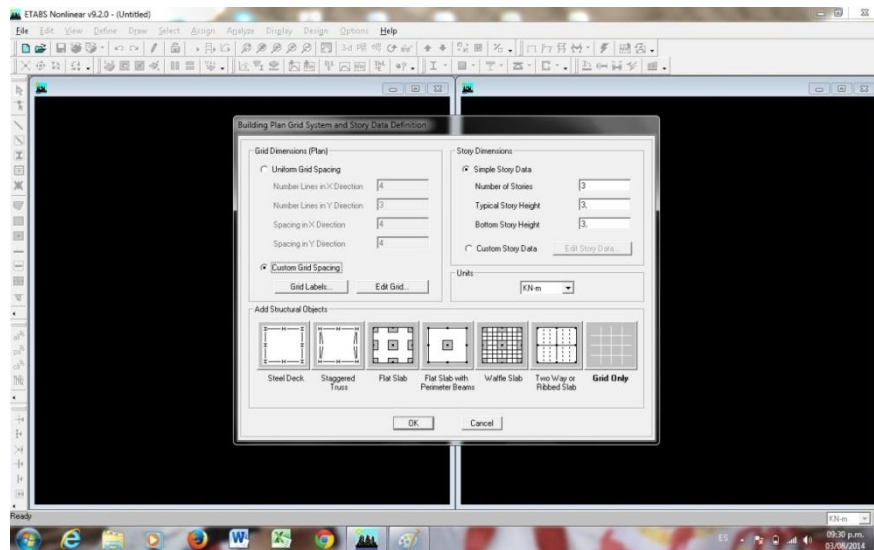 ETABS Nonlinear v9.2.0 - (Untitled)
File Edit View Define Draw Select Assign Analyze Display Design Options Help
3-d
Building Plan Grid System and Story Data Definition
Grid Dimensions (Plan)
Uniform Grid Spacing
Number Lines in X Direction 4
Number Lines in Y Direction 3
Spacing in X Direction 4
Spacing in Y Direction 4
Custom Grid Spacing
Grid Labels... Edit Grid...
Story Dimensions
Simple Story Data
Number of Stories 3
Typical Story Height 3.
Bottom Story Height 3.
Custom Story Data Edit Story Data...
Units
KN-m
Add Structural Objects
Steel Deck
Staggered
Truss
Flat Slab
Flat Slab with
Perimeter Beams
Waffle Slab
Two Way or
Ribbed Slab
Grid Only
OK Cancel
Ready KN-m
ES 09:30 p.m.
03/08/2014